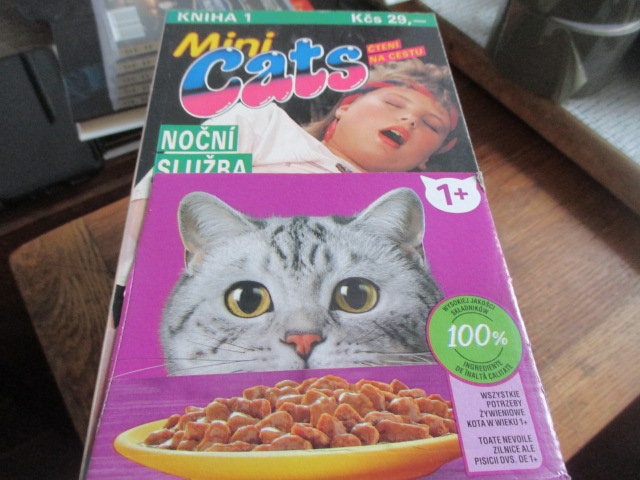 KNIHA 1
Kčs 29,—
Mini
Cats
ČTENÍ
NA CESTU
NOČNÍ
SLUŽBA
1+
WYSOKIEJ JAKOŚCI
SKŁADNIKÓW
100%
INGREDIENTE
DE ÎNALTĂ CALITATE
WSZYSTKIE
POTRZEBY
ŻYWIENIOWE
KOTA W WIEKU 1+
TOATE NEVOILE
ZILNICE ALE
PISICII DVS. DE 1+